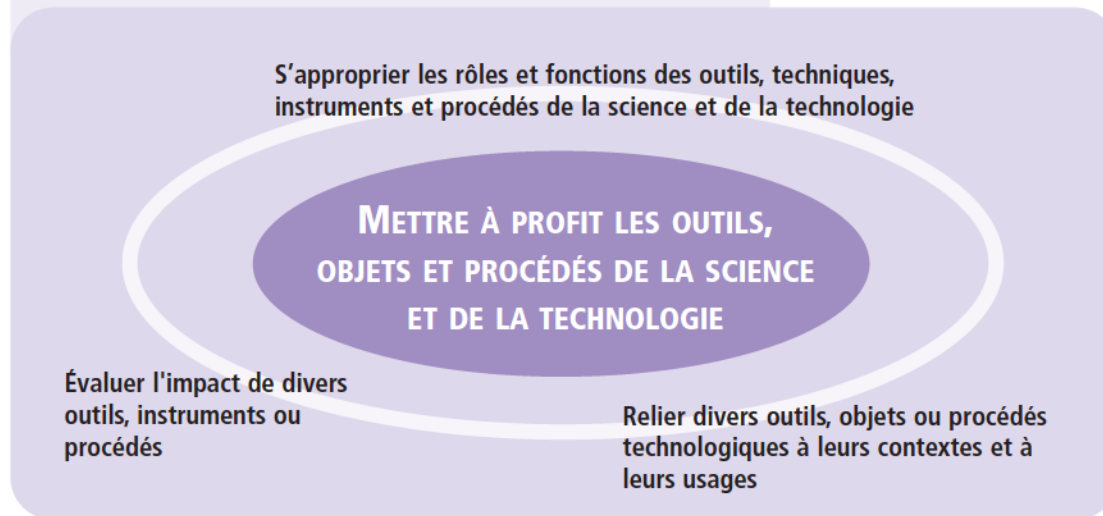 S’approprier les rôles et fonctions des outils, techniques,
instruments et procédés de la science et de la technologie
METTRE À PROFIT LES OUTILS,
OBJETS ET PROCÉDÉS DE LA SCIENCE
ET DE LA TECHNOLOGIE
Évaluer l'impact de divers
outils, instruments ou
procédés
Relier divers outils, objets ou procédés
technologiques à leurs contextes et à
leurs usages